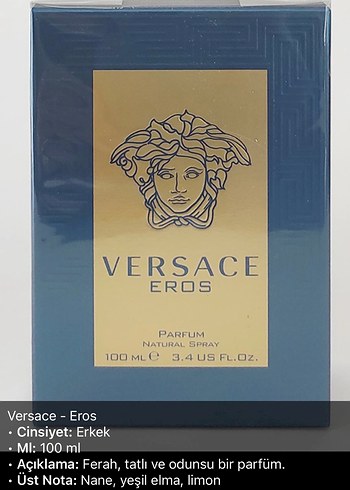 VERSACE
EROS
PARFUM
NATURAL SPRAY
100 ML℮ 3.4 US FL.OZ.
Versace - Eros
• Cinsiyet: Erkek
• Ml: 100 ml
• Açıklama: Ferah, tatlı ve odunsu bir parfüm.
• Üst Nota: Nane, yeşil elma, limon